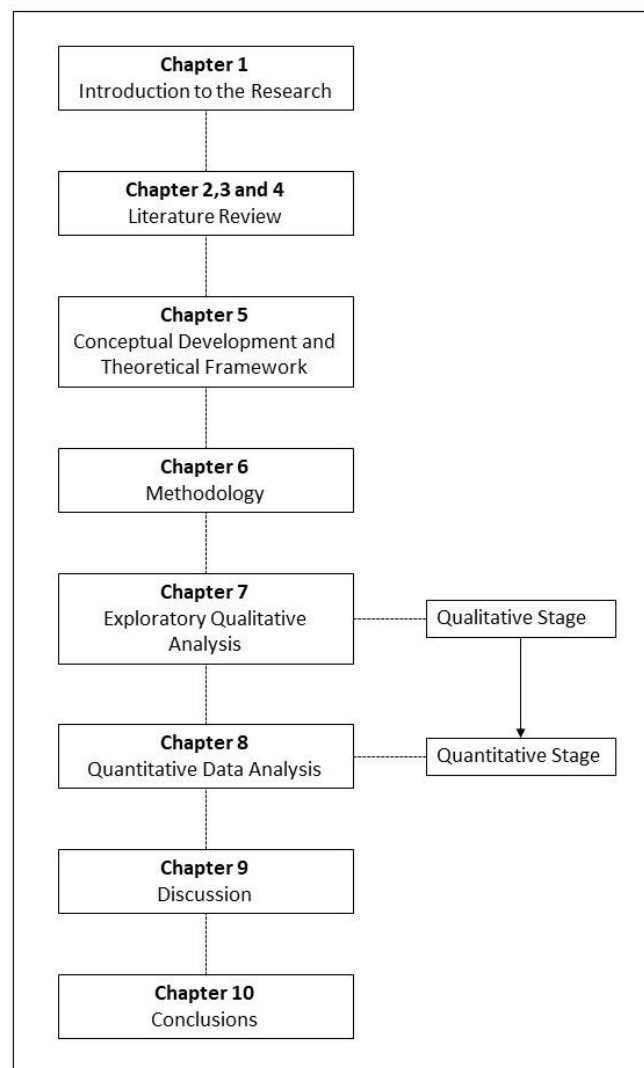 Chapter 1
Introduction to the Research
Chapter 2,3 and 4
Literature Review
Chapter 5
Conceptual Development and
Theoretical Framework
Chapter 6
Methodology
Chapter 7
Exploratory Qualitative
Analysis
Qualitative Stage
Chapter 8
Quantitative Data Analysis
Quantitative Stage
Chapter 9
Discussion
Chapter 10
Conclusions